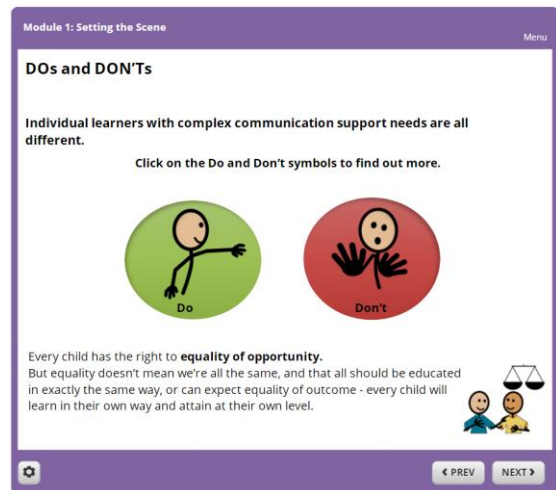 Module 1: Setting the Scene
Menu
DOs and DON'Ts
Individual learners with complex communication support needs are all
different.
Click on the Do and Don't symbols to find out more.
Do
Don't
Every child has the right to equality of opportunity.
But equality doesn't mean we're all the same, and that all should be educated
in exactly the same way, or can expect equality of outcome - every child will
learn in their own way and attain at their own level.
PREV
NEXT